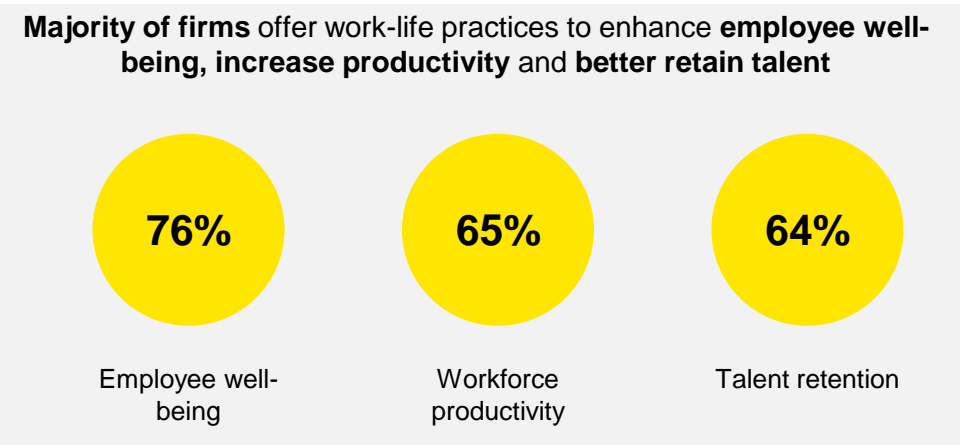 Majority of firms offer work-life practices to enhance employee well-
being, increase productivity and better retain talent
76%
65%
64%
Employee well-
being
Workforce
productivity
Talent retention